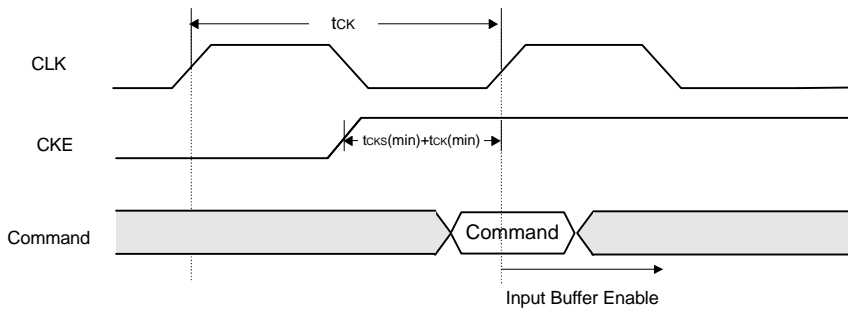 tCK
CLK
CKE
tCKS(min)+tCK(min)
Command
Command
Input Buffer Enable